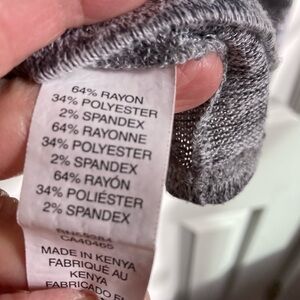 64% RAYON
34% POLYESTER
2% SPANDEX
64% RAYONNE
34% POLYESTER
2% SPANDEX
64% RAYÓN
34% POLIÉSTER
2% SPANDEX
CA40465
MADE IN KENYA
FABRIQUÉ AU
KENYA
FABRICADO